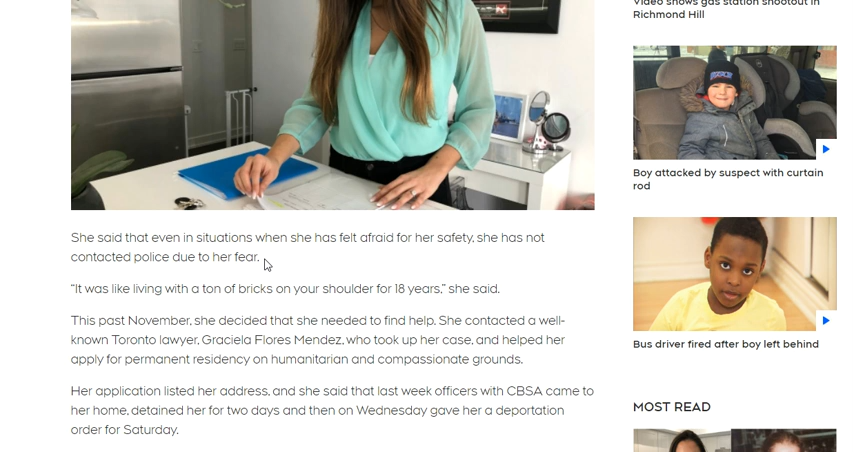 She said that even in situations when she has felt afraid for her safety, she has not
contacted police due to her fear.
“It was like living with a ton of bricks on your shoulder for 18 years,” she said.
This past November, she decided that she needed to find help. She contacted a well-
known Toronto lawyer, Graciela Flores Mendez, who took up her case, and helped her
apply for permanent residency on humanitarian and compassionate grounds.
Her application listed her address, and she said that last week officers with CBSA came to
her home, detained her for two days and then on Wednesday gave her a deportation
order for Saturday.
Video shows gas station shootout in
Richmond Hill
Boy attacked by suspect with curtain
rod
Bus driver fired after boy left behind
MOST READ